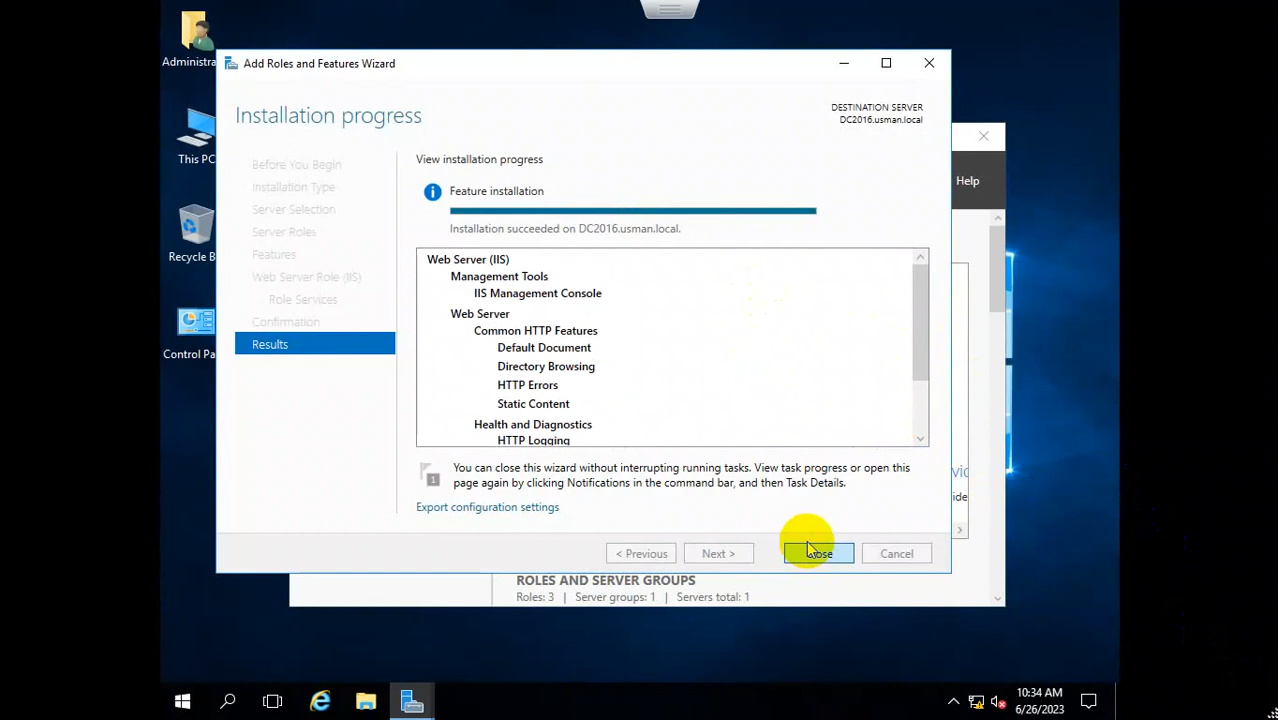 Administra
Add Roles and Features Wizard
Installation progress
DESTINATION SERVER
DC2016.usman.local
This PC
Help
Before You Begin
Installation Type
Server Selection
Server Roles
Features
Web Server Role (IIS)
Role Services
Confirmation
Results
View installation progress
Feature installation
Installation succeeded on DC2016.usman.local.
Web Server (IIS)
Management Tools
IIS Management Console
Web Server
Common HTTP Features
Default Document
Directory Browsing
HTTP Errors
Static Content
Health and Diagnostics
HTTP Logging
Recycle B
Control Pa
1
You can close this wizard without interrupting running tasks. View task progress or open this
page again by clicking Notifications in the command bar, and then Task Details.
Export configuration settings
< Previous
Next >
Close
Cancel
ROLES AND SERVER GROUPS
Roles: 3 | Server groups: 1 | Servers total: 1
10:34 AM
6/26/2023